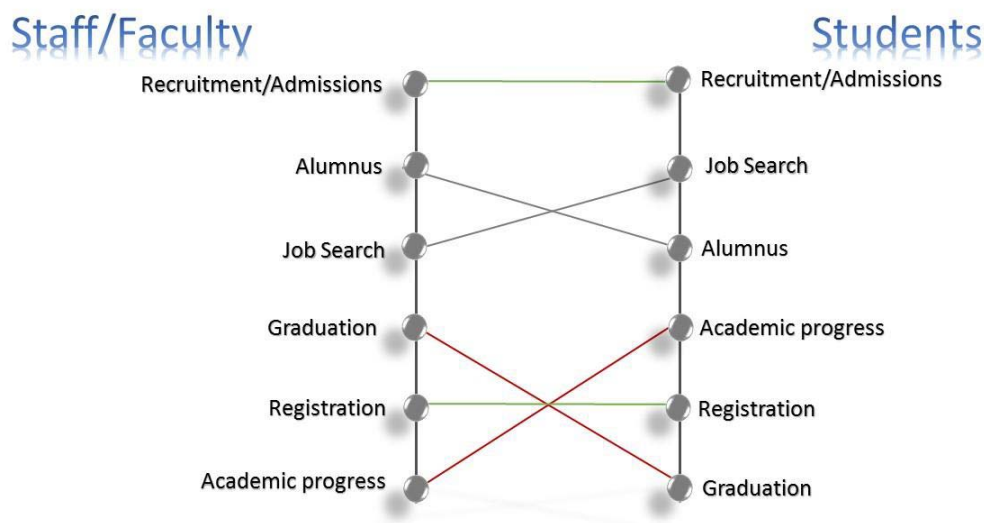 Staff/Faculty
Students
Recruitment/Admissions
Recruitment/Admissions
Alumnus
Job Search
Job Search
Alumnus
Graduation
Academic progress
Registration
Registration
Academic progress
Graduation